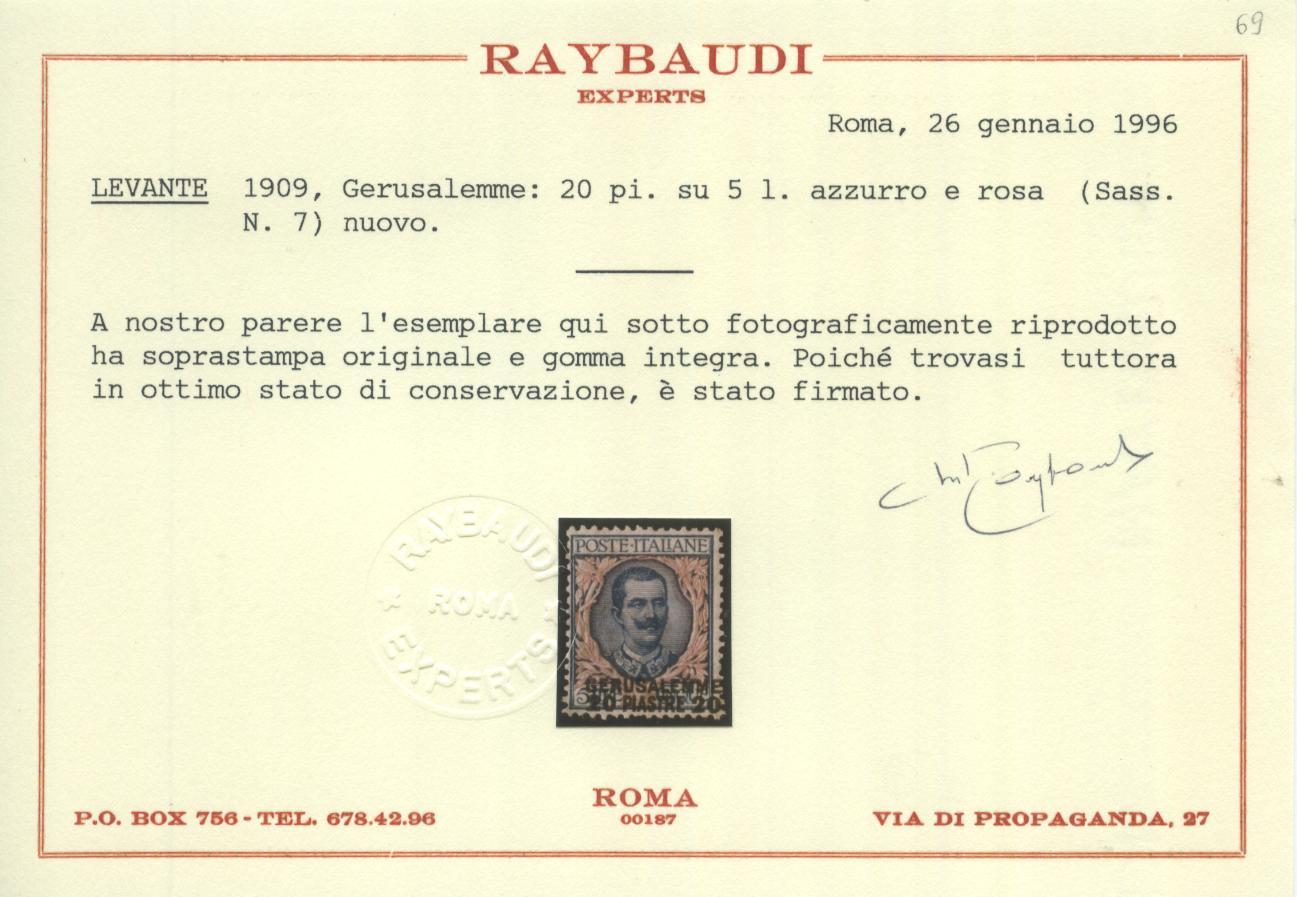 69
RAYBAUDI
EXPERTS
Roma, 26 gennaio 1996
LEVANTE 1909, Gerusalemme: 20 pi. su 5 l. azzurro e rosa (Sass.
N. 7) nuovo.
A nostro parere l'esemplare qui sotto fotograficamente riprodotto
ha soprastampa originale e gomma integra. Poiché trovasi tuttora
in ottimo stato di conservazione, è stato firmato.
RAYBAUDI
ROMA
EXPERTS
POSTE·ITALIANE
GERUSALEMME
20 PIASTRE 20
ROMA
00187
P.O. BOX 756 - TEL. 678.42.96
VIA DI PROPAGANDA, 27